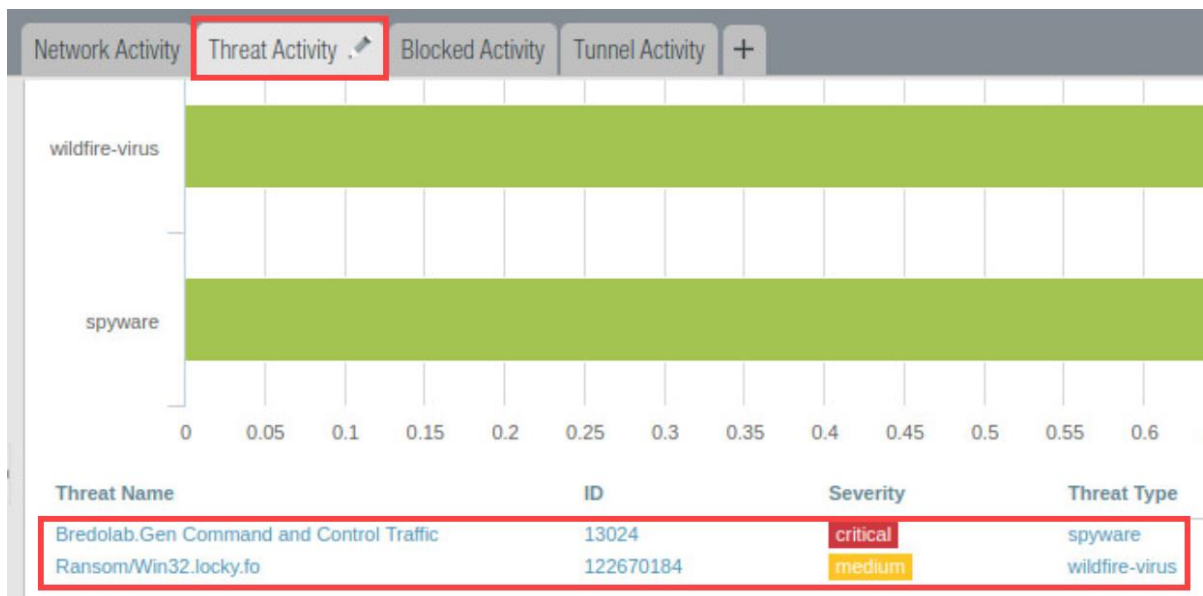 Network Activity Threat Activity Blocked Activity Tunnel Activity +
wildfire-virus
spyware
0 0.05 0.1 0.15 0.2 0.25 0.3 0.35 0.4 0.45 0.5 0.55 0.6
Threat Name ID Severity Threat Type
Bredolab.Gen Command and Control Traffic 13024 critical spyware
Ransom/Win32.locky.fo 122670184 medium wildfire-virus